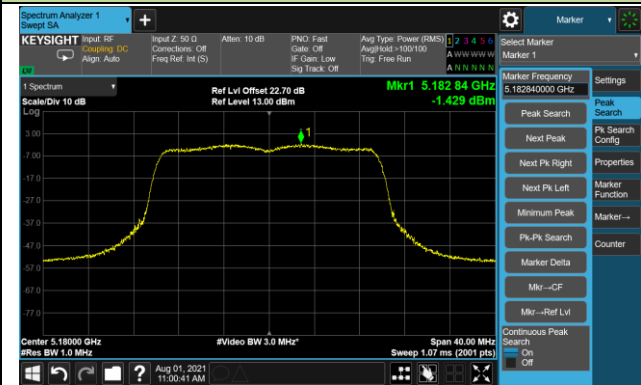 Spectrum Analyzer 1
Swept SA
Marker
KEYSIGHT
Input: RF
Coupling: DC
Align: Auto
Input Z: 50 Ω
Corrections: Off
Freq Ref: Int (S)
Atten: 10 dB
PNO: Fast
Gate: Off
IF Gain: Low
Sig Track: Off
Avg Type: Power (RMS)
Avg|Hold:>100/100
Trig: Free Run
1 2 3 4 5 6
A W W W W W
A N N N N N
Select Marker
Marker 1
LV
1 Spectrum
Scale/Div 10 dB
Log
Ref Lvl Offset 22.70 dB
Ref Level 13.00 dBm
Mkr1 5.182 84 GHz
-1.429 dBm
Marker Frequency
5.182840000 GHz
Settings
Peak Search
Peak
Search
Next Peak
Pk Search
Config
Next Pk Right
Properties
Next Pk Left
Marker
Function
Minimum Peak
Marker→
Pk-Pk Search
Counter
Marker Delta
Mkr→CF
Mkr→Ref Lvl
Continuous Peak
Search
On
Off
1
3.00
-7.00
-17.0
-27.0
-37.0
-47.0
-57.0
-67.0
-77.0
Center 5.18000 GHz
#Res BW 1.0 MHz
#Video BW 3.0 MHz*
Span 40.00 MHz
Sweep 1.07 ms (2001 pts)
?
Aug 01, 2021
11:00:41 AM